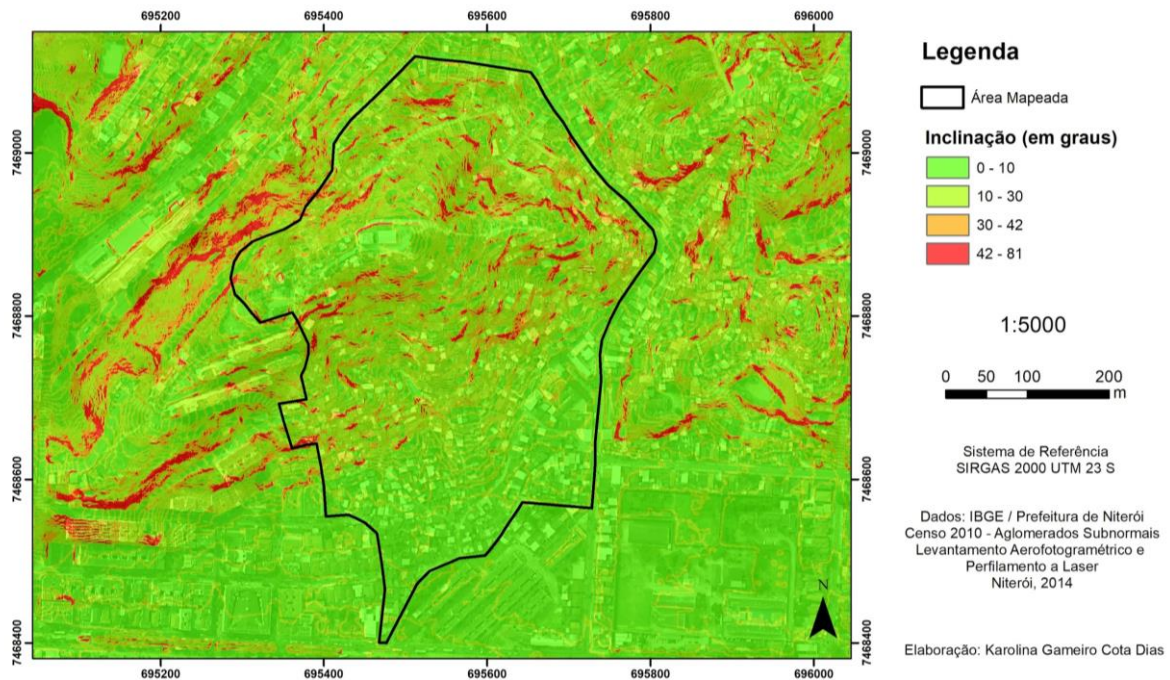 695200 695400 695600 695800 696000
7469000 7469000
7468800 7468800
7468600 7468600
7468400 7468400
695200 695400 695600 695800 696000
Legenda
Área Mapeada
Inclinação (em graus)
0 - 10
10 - 30
30 - 42
42 - 81
1:5000
0 50 100 200
m
Sistema de Referência
SIRGAS 2000 UTM 23 S
Dados: IBGE / Prefeitura de Niterói
Censo 2010 - Aglomerados Subnormais
Levantamento Aerofotogramétrico e
Perfilamento a Laser
Niterói, 2014
N
Elaboração: Karolina Gameiro Cota Dias